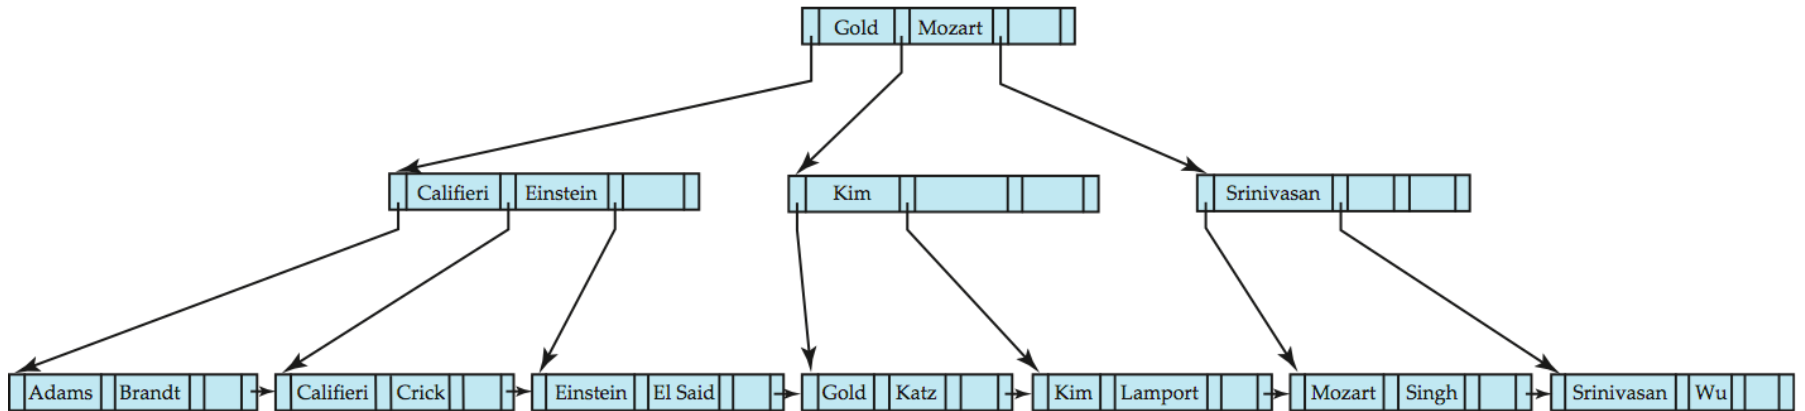 Gold Mozart
Califieri Einstein Kim Srinivasan
Adams Brandt Califieri Crick Einstein El Said Gold Katz Kim Lamport Mozart Singh Srinivasan Wu